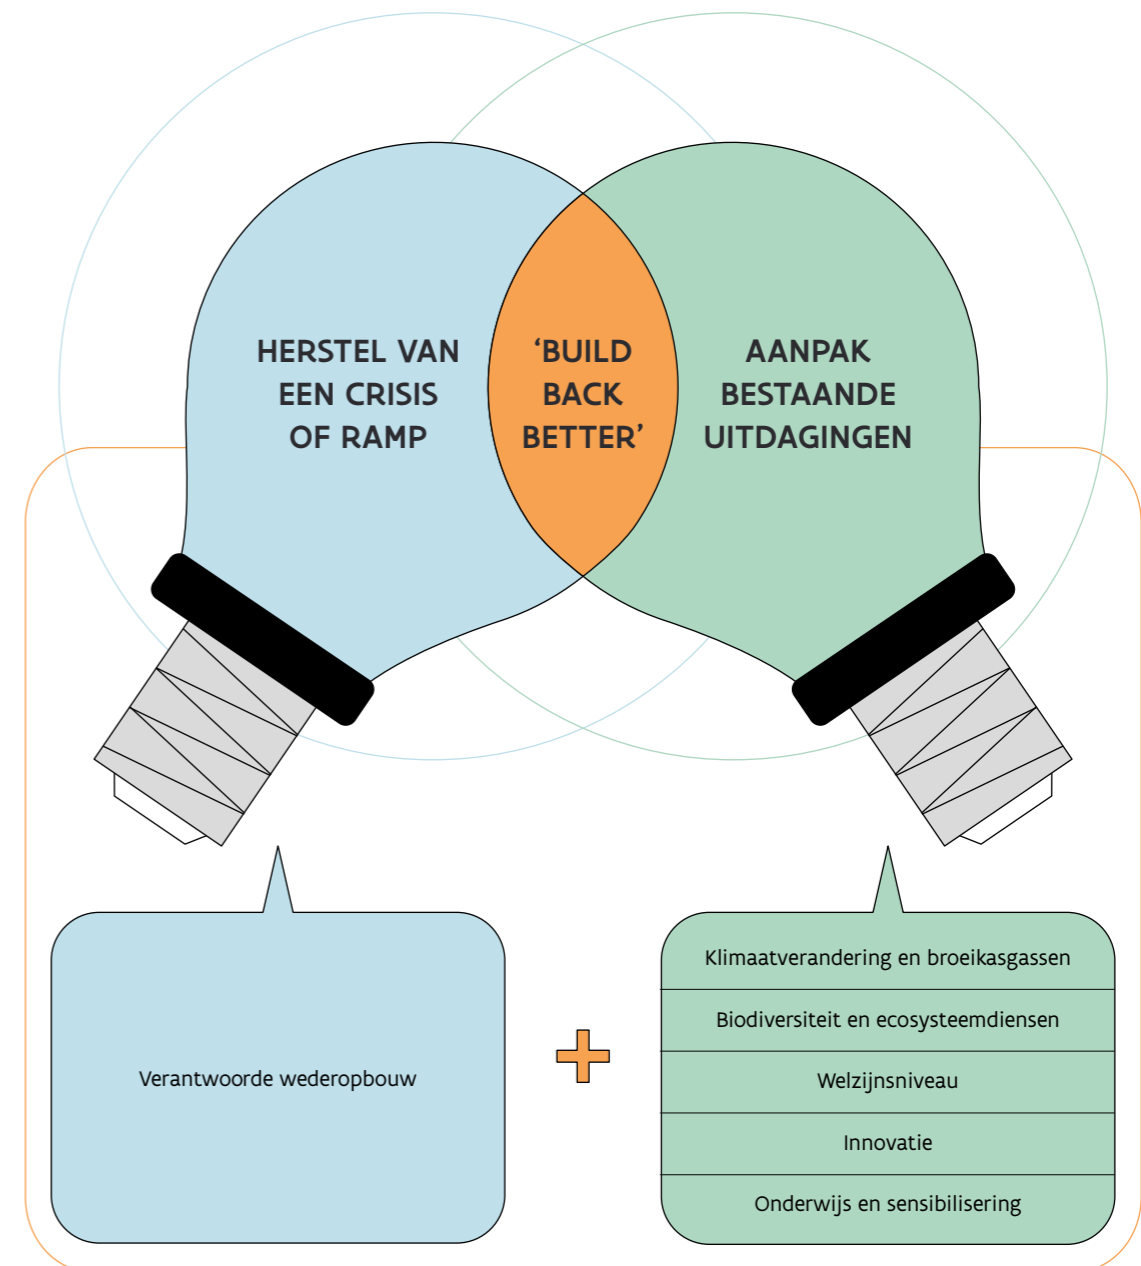 HERSTEL VAN
EEN CRISIS
OF RAMP
‘BUILD
BACK
BETTER’
AANPAK
BESTAANDE
UITDAGINGEN
Verantwoorde wederopbouw
Klimaatverandering en broeikasgassen
Biodiversiteit en ecosysteemdiensen
Welzijnsniveau
Innovatie
Onderwijs en sensibilisering